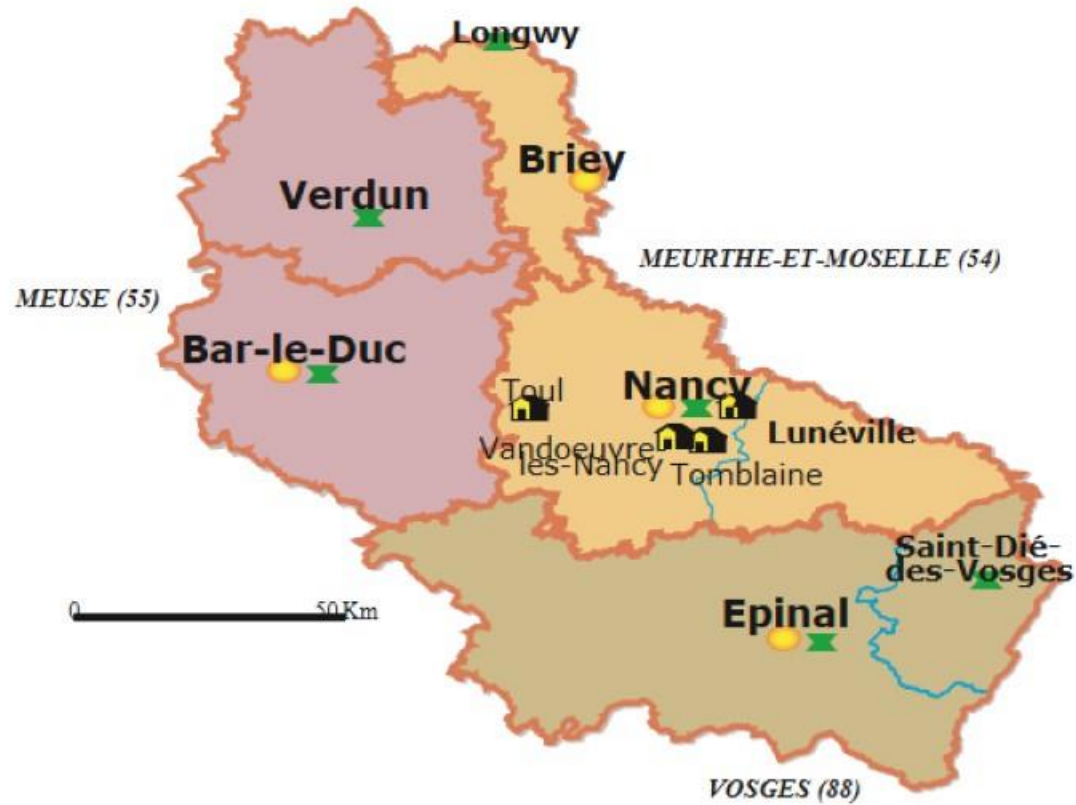 Longwy
Briey
Verdun
MEURTHE-ET-MOSELLE (54)
MEUSE (55)
Bar-le-Duc
Nancy
Toul
Lunéville
Vandoeuvre
les-Nancy
Tomblaine
Saint-Dié-
des-Vosges
0 50 Km
Epinal
VOSGES (88)